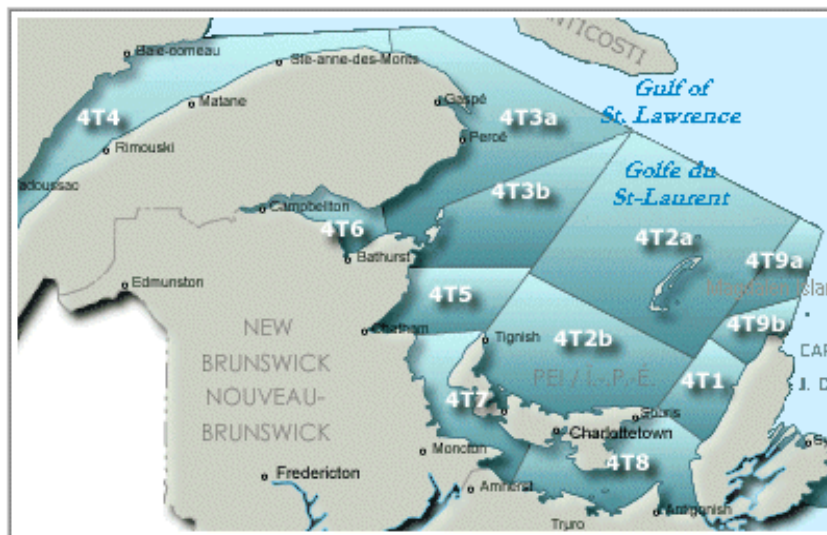 ANTICOSTI
Baie-comeau
Ste-anne-des-Monts
Gulf of
St. Lawrence
4T4
Matane
Gaspé
4T3a
Percé
Rimouski
Golfe du
St-Laurent
4T3b
Campbellton
4T6
4T2a
Bathurst
4T9a
Edmunston
4T5
4T9b
NEW
BRUNSWICK
NOUVEAU-
BRUNSWICK
Chatham
Tignish
4T2b
CAP
P.E.I./Î.-P.-É.
4T1
J. D
4T7
Souris
Charlottetown
Moncton
4T8
Fredericton
Amherst
Antigonish
Truro